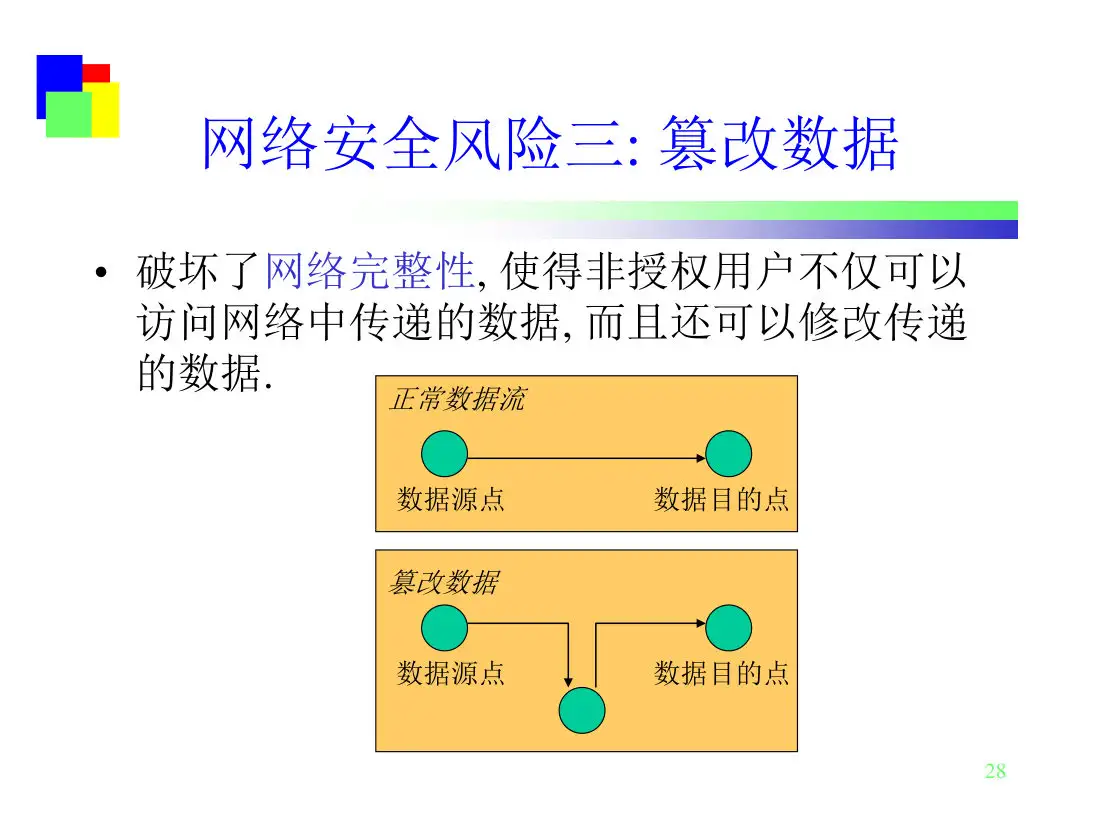 网络安全风险三: 篡改数据
• 破坏了网络完整性, 使得非授权用户不仅可以
访问网络中传递的数据, 而且还可以修改传递
的数据.
正常数据流
数据源点
数据目的点
篡改数据
数据源点
数据目的点
28